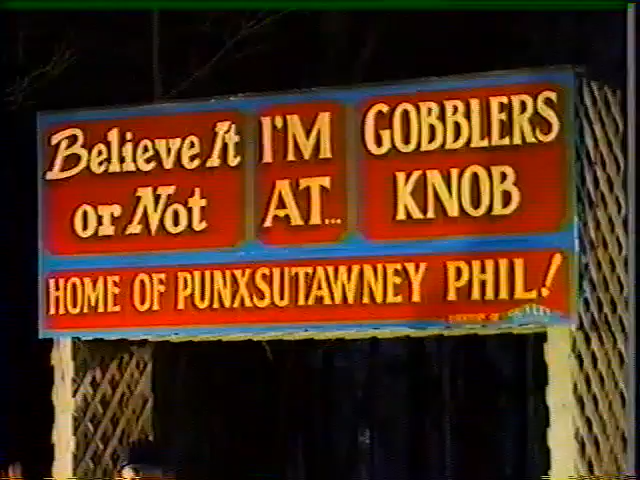 Believe It
or Not
I'M
AT...
GOBBLERS
KNOB
HOME OF PUNXSUTAWNEY PHIL!